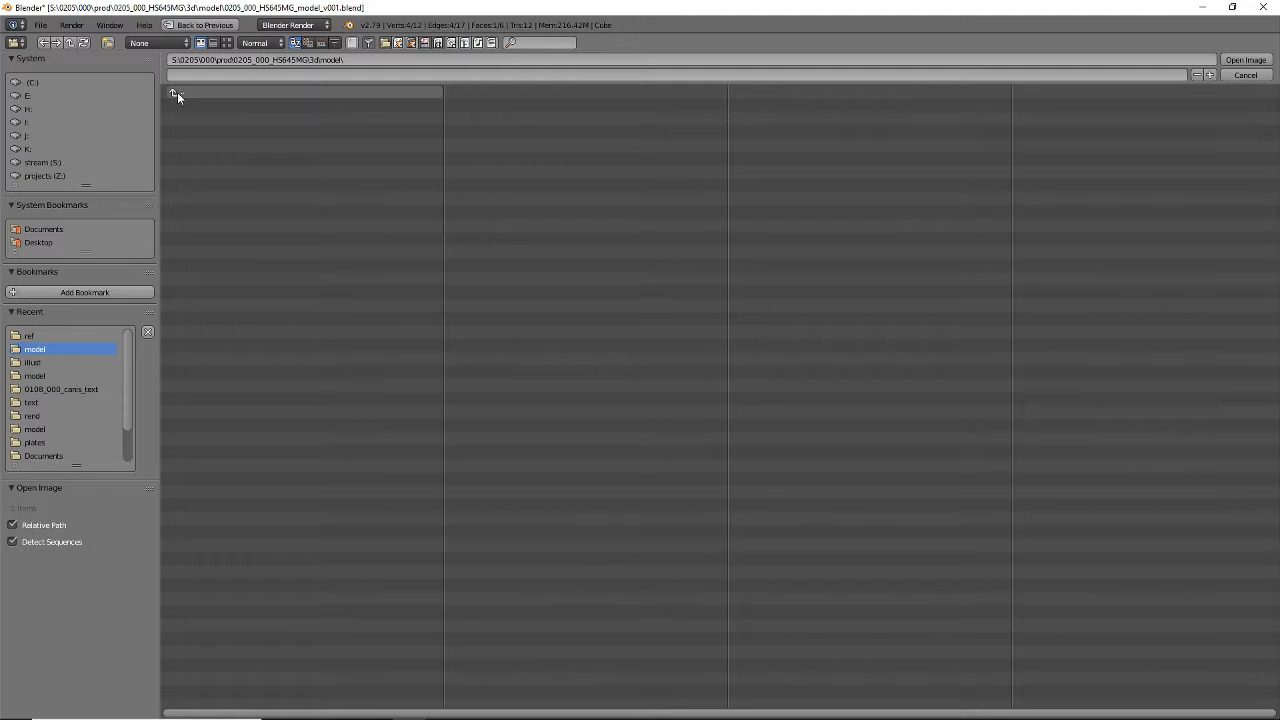 Blender* [S:\0205\000\prod\0205_000_HS645MG\3d\model\0205_000_HS645MG_model_v001.blend]
File Render Window Help Back to Previous Blender Render v2.79 | Verts:4/12 | Edges:4/17 | Faces:1/6 | Tris:12 | Mem:216.42M | Cube
None Normal
System
S:\0205\000\prod\0205_000_HS645MG\3d\model\
Open Image
Cancel
(C:)
E:
H:
I:
J:
K:
stream (S:)
projects (Z:)
System Bookmarks
Documents
Desktop
Bookmarks
Add Bookmark
Recent
ref
model
illust
model
0108_000_canis_text
text
rend
model
plates
Documents
Open Image
Relative Path
Detect Sequences